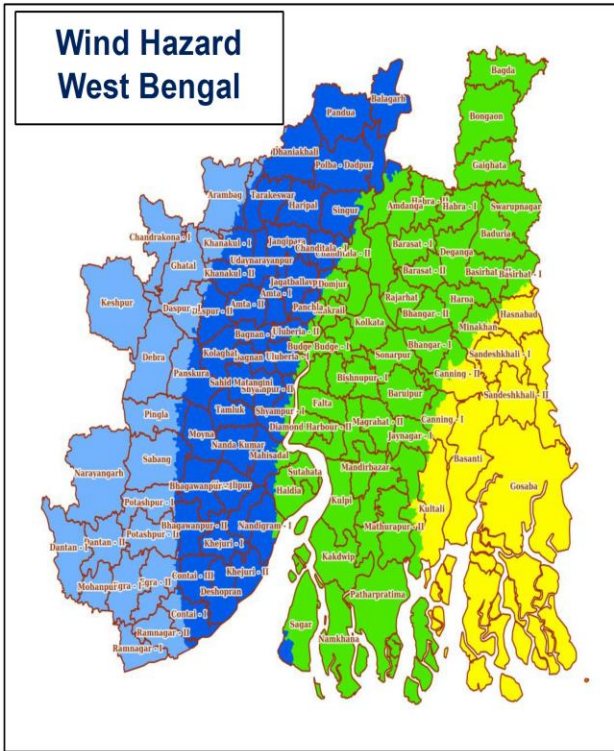 Wind Hazard
West Bengal
Bagda
Balagarh
Pandua
Bongaon
Dhaniakhali
Polba - Dadpur
Gaighata
Arambag
Tarakeswar
Haripal
Singur
Amdanga
Habra - II
Habra - I
Swarupnagar
Chandrakona - I
Khanakul - I
Jangipara
Chanditala - I
Chanditala - II
Barasat - I
Deganga
Baduria
Ghatal
Khanakul - II
Udaynarayanpur
Barasat - II
Basirhat - I
Keshpur
Jagatballavpur
Domjur
Amta - I
Rajarhat
Haroa
Daspur - I
Daspur - II
Amta - II
Panchla
Kolkata
Bhangar - II
Hasnabad
Bagnan
Uluberia - II
Minakhan
Debra
Kolaghat
Bagnan
Uluberia - I
Budge Budge - I
Sonarpur
Bhangar - I
Sandeshkhali - I
Panskura
Sahid Matangini
Shyampur - II
Bishnupur - I
Canning - II
Sandeshkhali - II
Pingla
Tamluk
Shyampur - I
Falta
Baruipur
Moyna
Diamond Harbour - II
Magrahat - II
Canning - I
Sabang
Nanda Kumar
Jaynagar - I
Mahisadal
Basanti
Narayangarh
Sutahata
Mandirbazar
Gosaba
Bhagawanpur - I
Haldia
Kulpi
Kultali
Potashpur - I
Bhagawanpur - II
Nandigram - I
Mathurapur - II
Dantan - I
Dantan - II
Potashpur - II
Khejuri - I
Kakdwip
Mohanpur
Egra - I
Egra - II
Contai - III
Khejuri - II
Deshopran
Patharpratima
Contai - I
Sagar
Ramnagar - II
Namkhana
Ramnagar - I